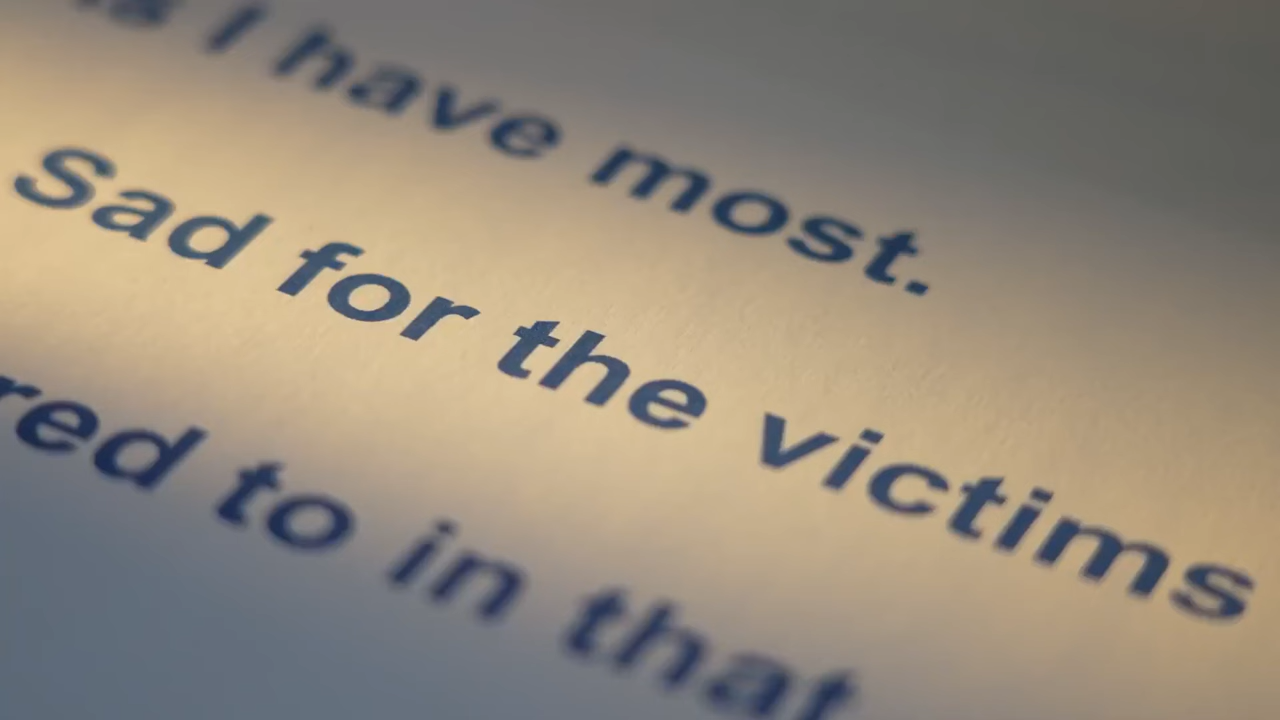 I have most.
Sad for the victims
red to in that